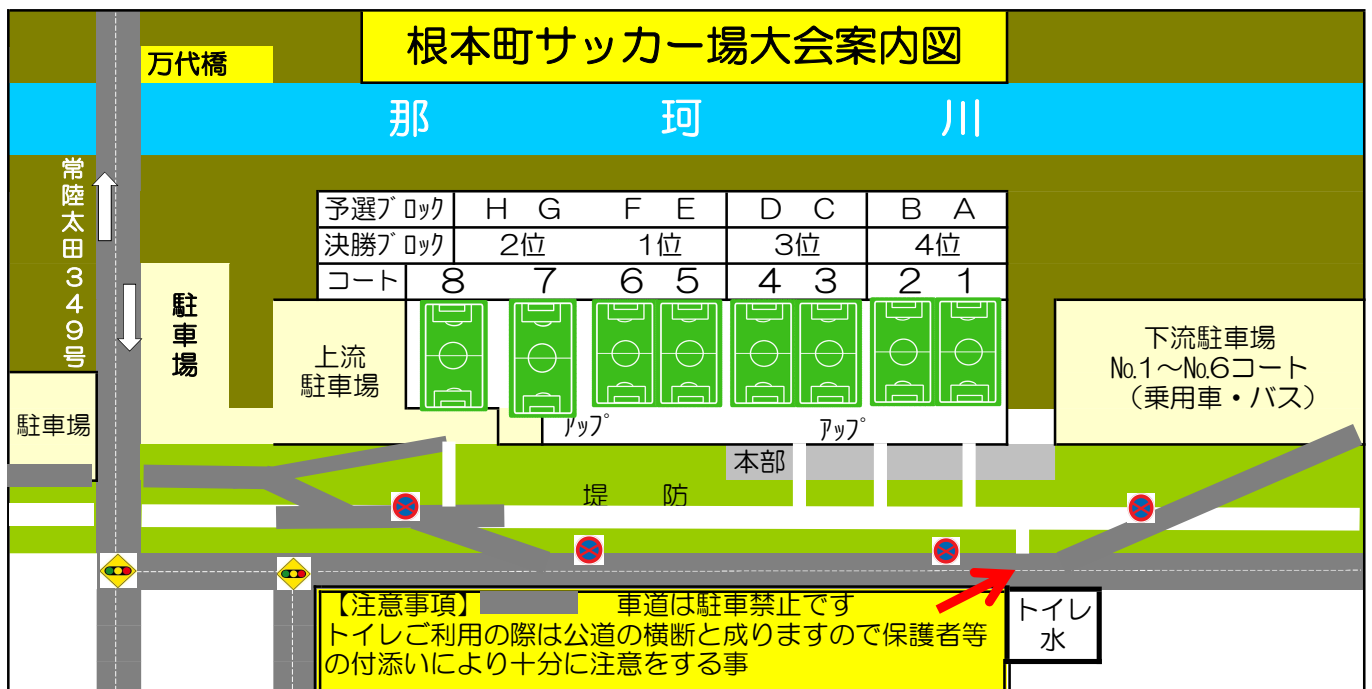 根本町サッカー場大会案内図
万代橋
那珂川
常陸太田349号
予選ﾌﾞﾛｯｸ H G F E D C B A
決勝ﾌﾞﾛｯｸ 2位 1位 3位 4位
コート 8 7 6 5 4 3 2 1
駐車場
上流
駐車場
下流駐車場
No.1～No.6コート
（乗用車・バス）
駐車場
ｱｯﾌﾟ
ｱｯﾌﾟ
本部
堤防
【注意事項】 車道は駐車禁止です
トイレご利用の際は公道の横断と成りますので保護者等
の付添いにより十分に注意をする事
トイレ
水